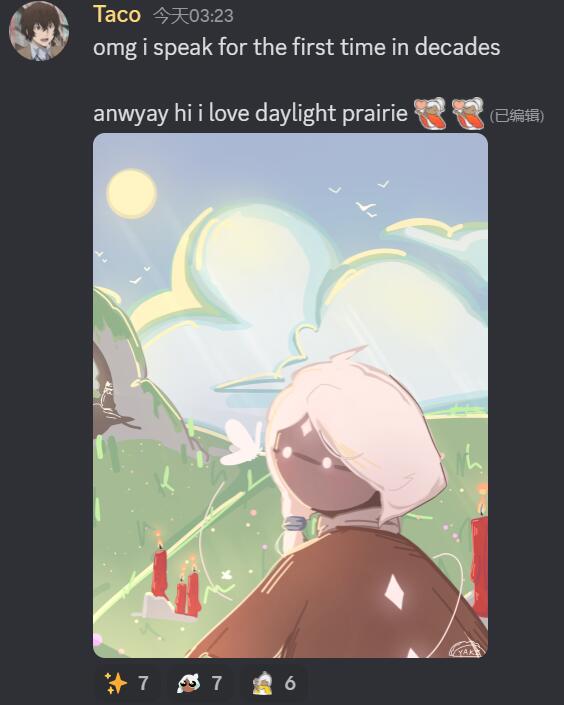 Taco 今天03:23
omg i speak for the first time in decades
anwyay hi i love daylight prairie (已编辑)
7 7 6